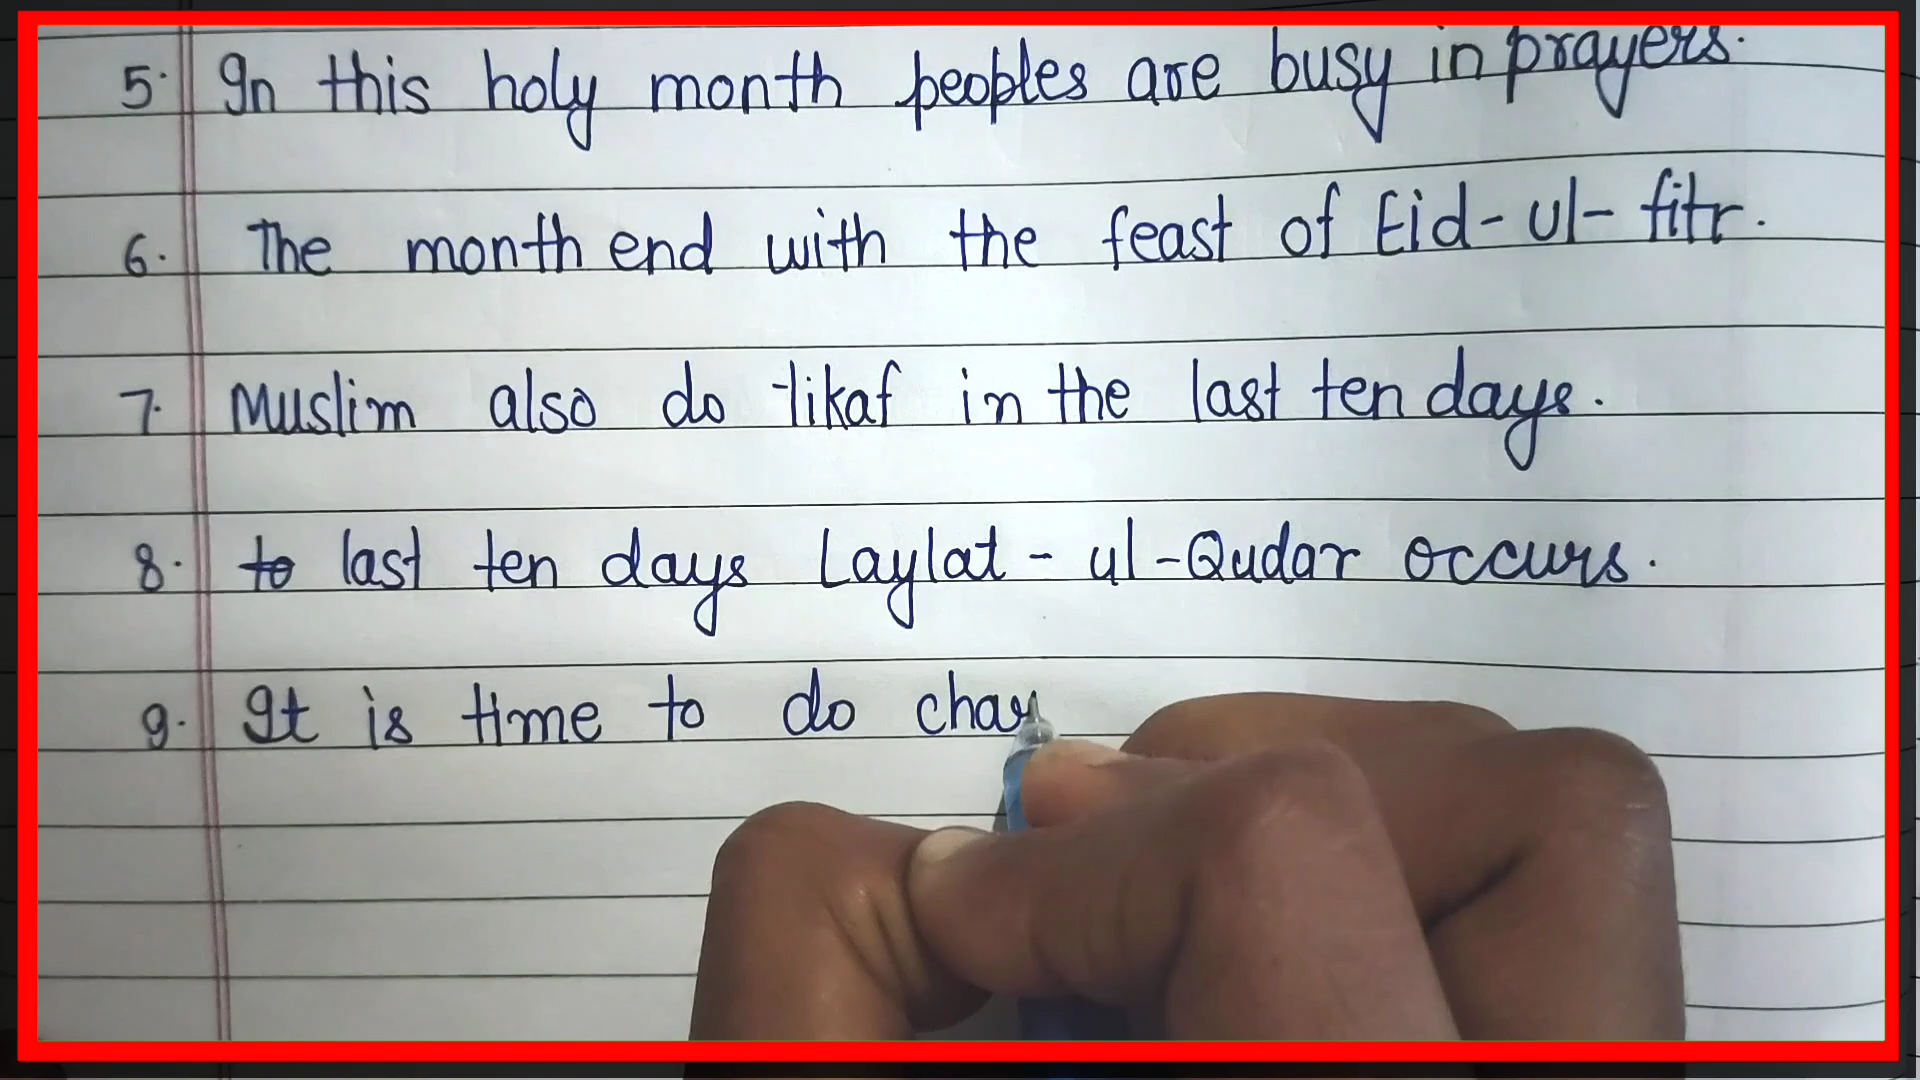 5. In this holy month peoples are busy in prayers.
6. The month end with the feast of Eid-ul-fitr.
7. Muslim also do Tikaf in the last ten days.
8. to last ten days Laylat-ul-Qudar occurs.
9. It is time to do char